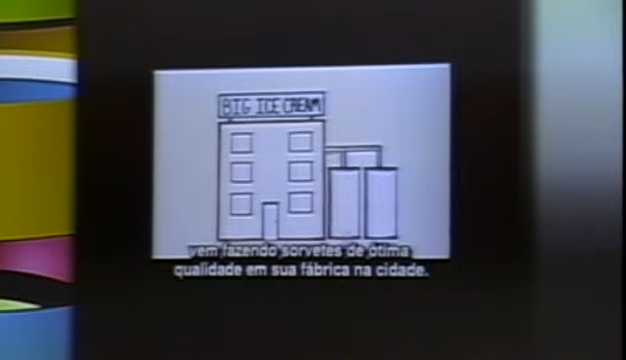 BIG ICE CREAM
vem fazendo sorvetes de ótima
qualidade em sua fábrica na cidade.